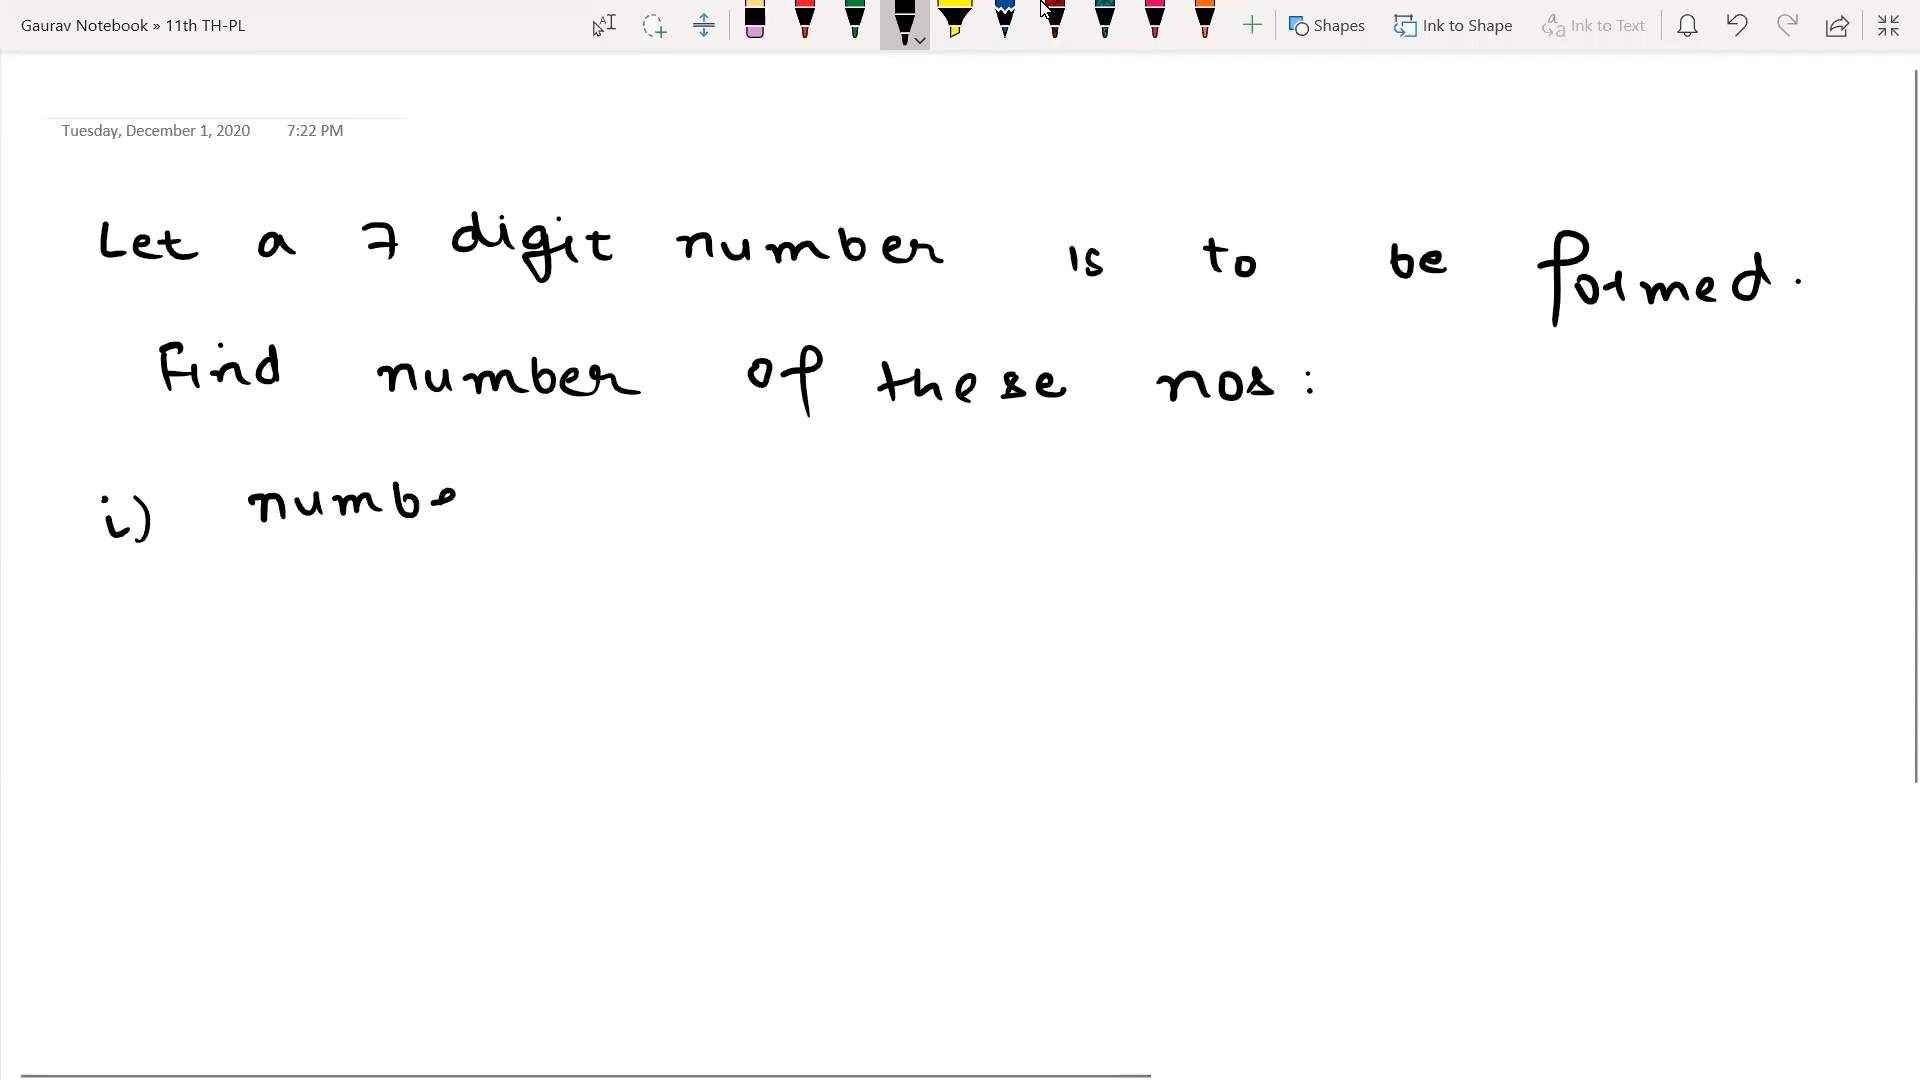 Gaurav Notebook » 11th TH-PL
Shapes
Ink to Shape
Ink to Text
Tuesday, December 1, 2020 7:22 PM
Let a 7 digit number is to be formed.
Find number of these nos:
i) numbe